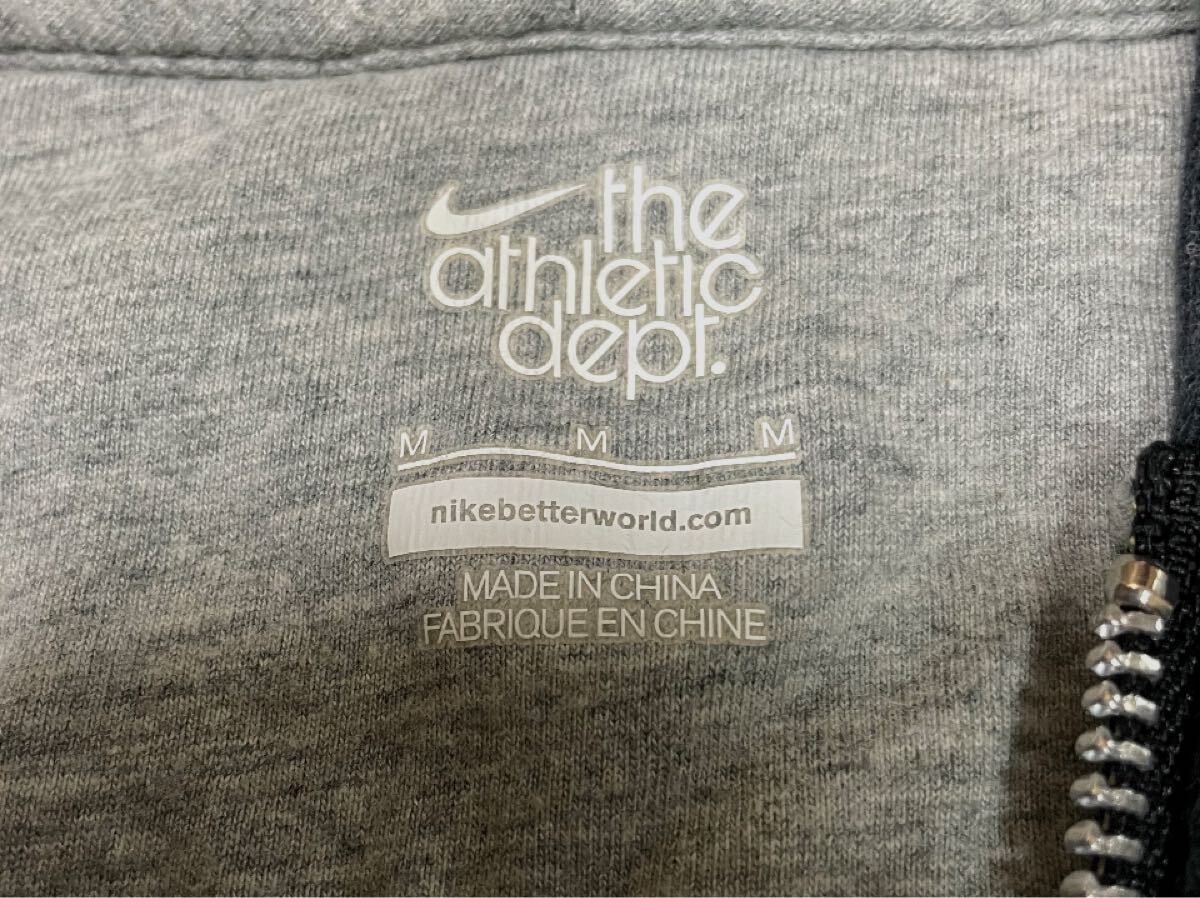 the
athletic
dept.
M M M
nikebetterworld.com
MADE IN CHINA
FABRIQUE EN CHINE